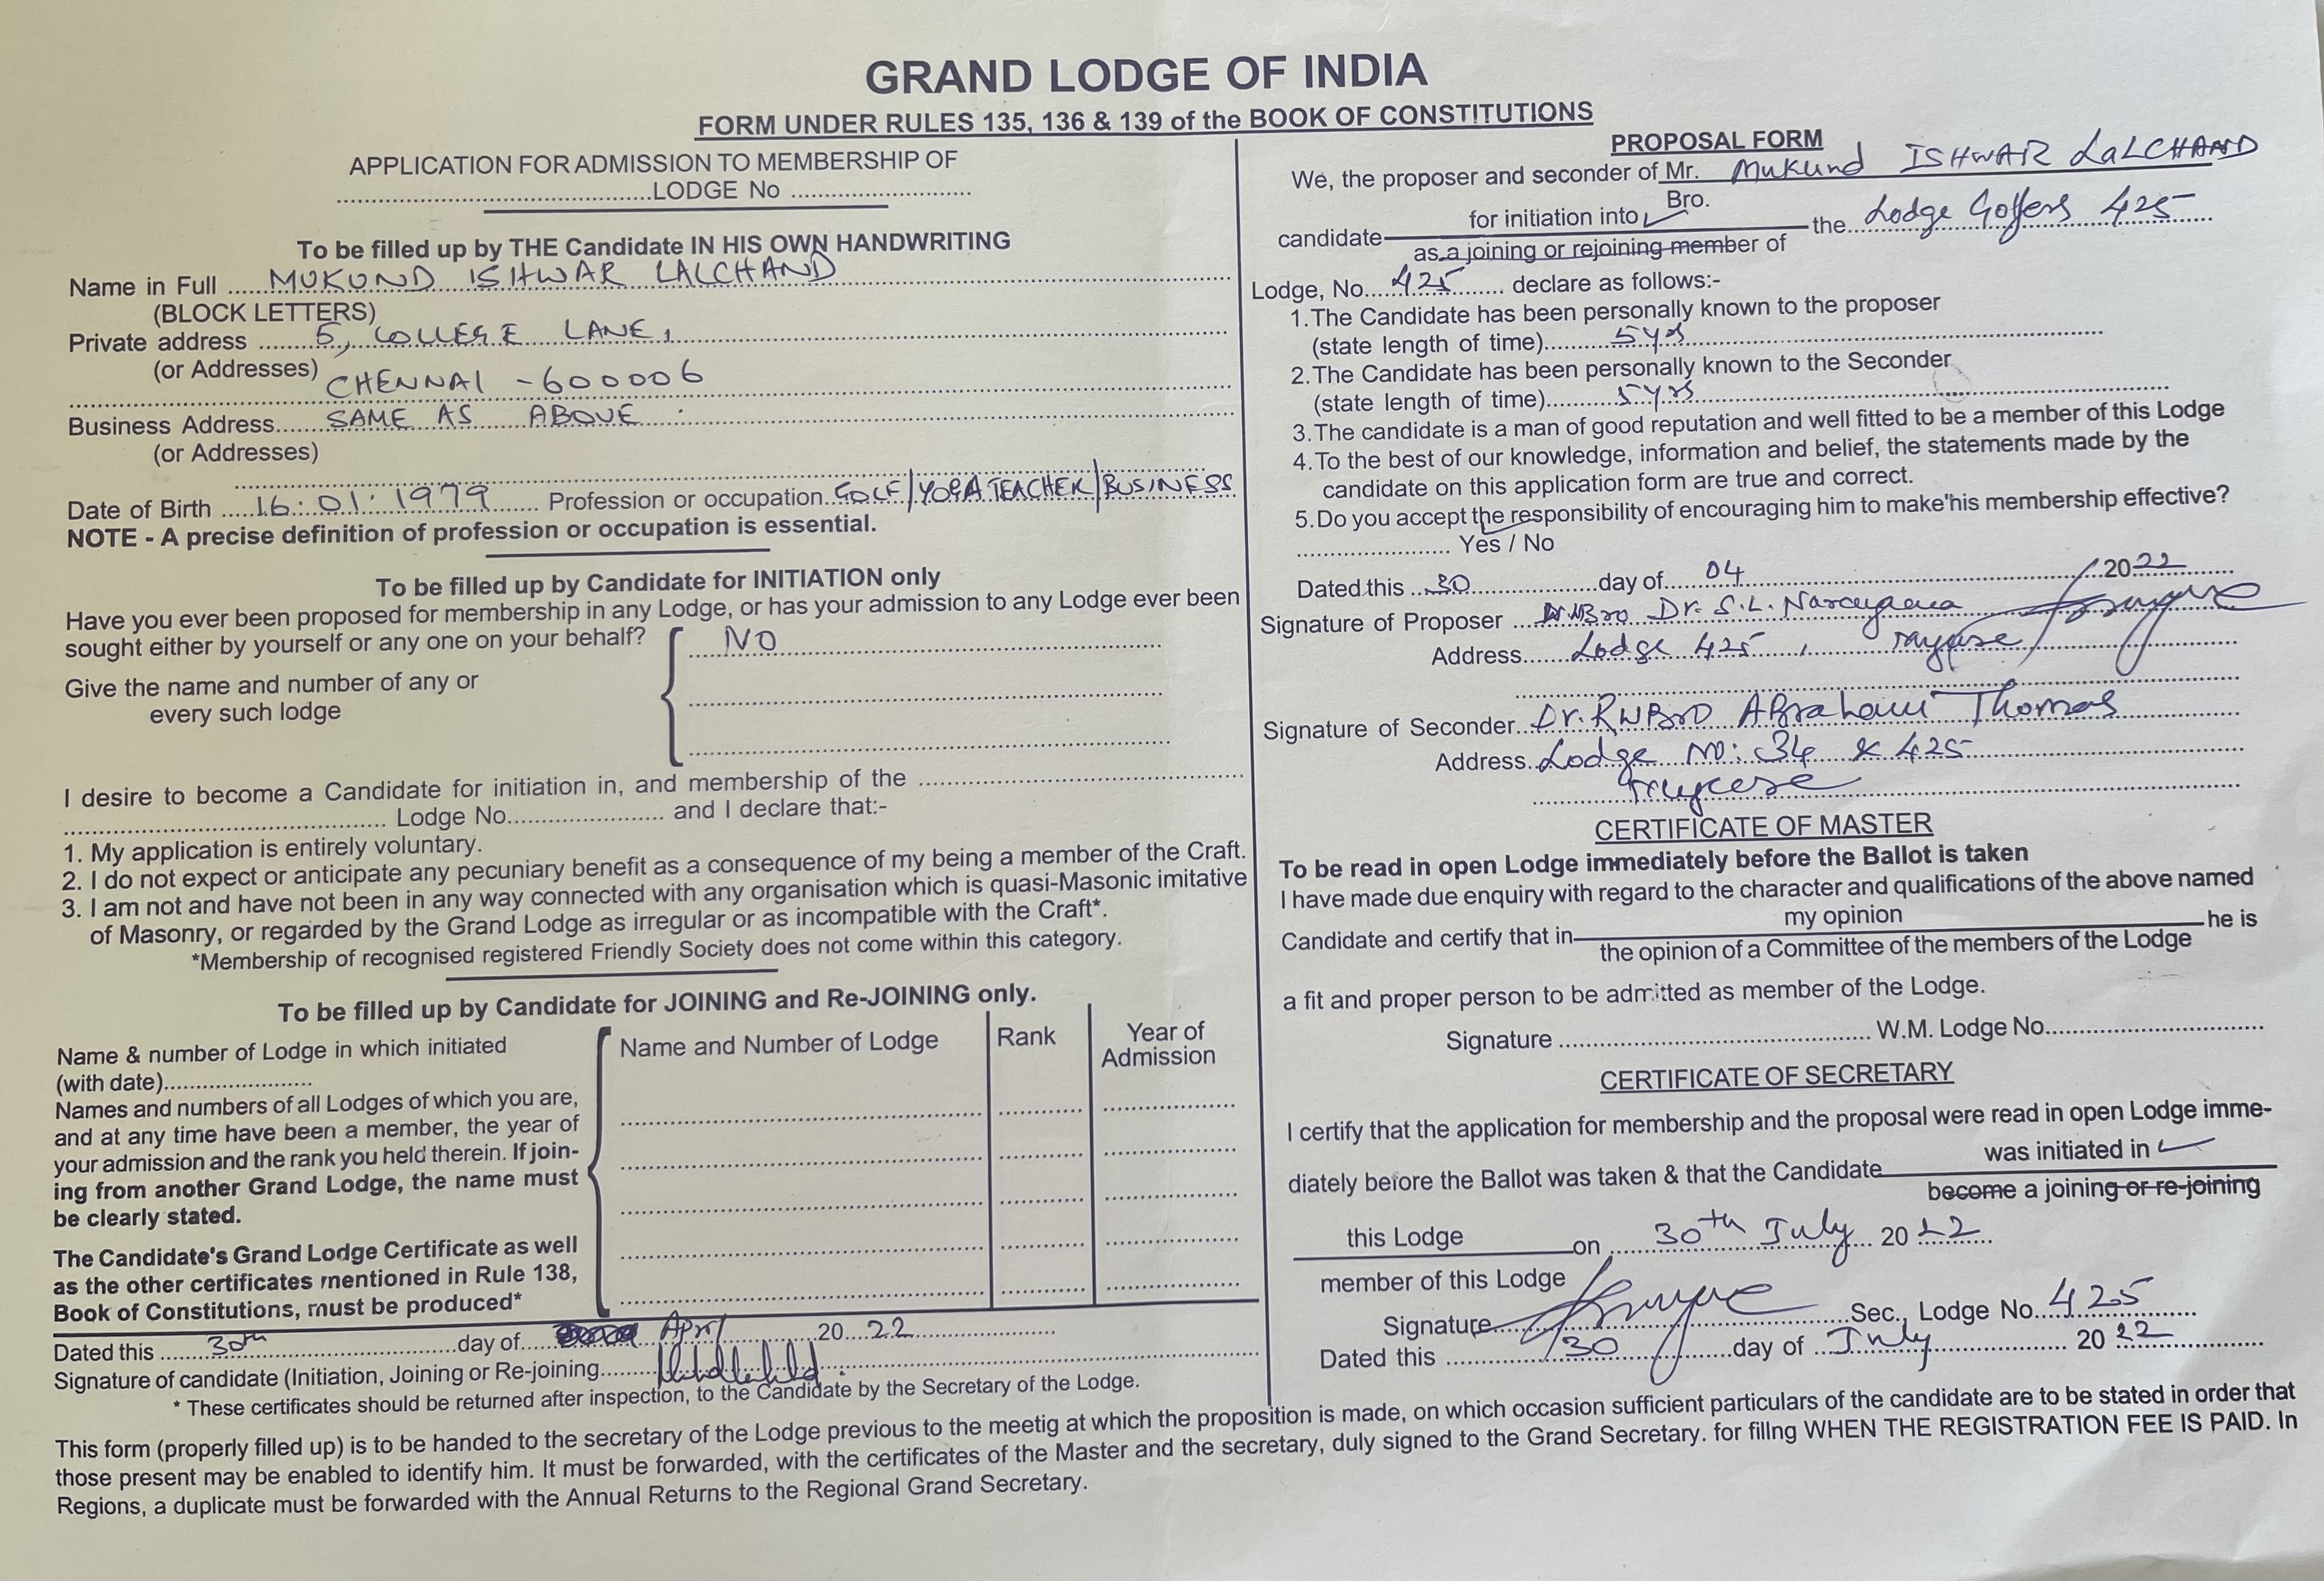 GRAND LODGE OF INDIA
FORM UNDER RULES 135, 136 & 139 of the BOOK OF CONSTITUTIONS
APPLICATION FOR ADMISSION TO MEMBERSHIP OF
..............................LODGE No ..............................
To be filled up by THE Candidate IN HIS OWN HANDWRITING
Name in Full ..... MUKUND ISHWAR LALCHAND
(BLOCK LETTERS)
Private address ........ 5, COLLEGE LANE,
(or Addresses) CHENNAI - 600006
Business Address..... SAME AS ABOVE.
(or Addresses)
Date of Birth .... 16:01:1979 ...... Profession or occupation.. GOLF/YOGA TEACHER/BUSINESS
NOTE - A precise definition of profession or occupation is essential.
To be filled up by Candidate for INITIATION only
Have you ever been proposed for membership in any Lodge, or has your admission to any Lodge ever been
sought either by yourself or any one on your behalf? NO
Give the name and number of any or
every such lodge
I desire to become a Candidate for initiation in, and membership of the ..............................
.............................. Lodge No.................... and I declare that:-
1. My application is entirely voluntary.
2. I do not expect or anticipate any pecuniary benefit as a consequence of my being a member of the Craft.
3. I am not and have not been in any way connected with any organisation which is quasi-Masonic imitative
of Masonry, or regarded by the Grand Lodge as irregular or as incompatible with the Craft*.
*Membership of recognised registered Friendly Society does not come within this category.
To be filled up by Candidate for JOINING and Re-JOINING only.
Name & number of Lodge in which initiated
(with date)....................
Names and numbers of all Lodges of which you are,
and at any time have been a member, the year of
your admission and the rank you held therein. If join-
ing from another Grand Lodge, the name must
be clearly stated.
The Candidate's Grand Lodge Certificate as well
as the other certificates mentioned in Rule 138,
Book of Constitutions, must be produced*
Name and Number of Lodge Rank Year of
Admission
Dated this ...... 30th ...... day of..... April ...... 20.. 22
Signature of candidate (Initiation, Joining or Re-joining..........
* These certificates should be returned after inspection, to the Candidate by the Secretary of the Lodge.
PROPOSAL FORM
We, the proposer and seconder of Mr. Mukund ISHWAR LaLCHAND
Bro.
candidate for initiation into ✓ the.. Lodge Golfers 425
as a joining or rejoining member of
Lodge, No.... 425 ...... declare as follows:-
1.The Candidate has been personally known to the proposer
(state length of time)........ 5 yrs
2.The Candidate has been personally known to the Seconder
(state length of time)........ 5 yrs
3.The candidate is a man of good reputation and well fitted to be a member of this Lodge
4.To the best of our knowledge, information and belief, the statements made by the
candidate on this application form are true and correct.
5.Do you accept the responsibility of encouraging him to make his membership effective?
.................... Yes / No
Dated this .. 30 ........ day of.... 04 ........ 20 22
Signature of Proposer .... W.Bro Dr. S.L. Narayana
Address..... Lodge 425,
Signature of Seconder.. Dr. RWBro Abraham Thomas
Address.. Lodge No: 34 & 425
CERTIFICATE OF MASTER
To be read in open Lodge immediately before the Ballot is taken
I have made due enquiry with regard to the character and qualifications of the above named
Candidate and certify that in my opinion he is
the opinion of a Committee of the members of the Lodge
a fit and proper person to be admitted as member of the Lodge.
Signature .............................. W.M. Lodge No..............................
CERTIFICATE OF SECRETARY
I certify that the application for membership and the proposal were read in open Lodge imme-
diately before the Ballot was taken & that the Candidate was initiated in ✓
become a joining or re-joining
this Lodge on .... 30th July ... 20 22
member of this Lodge
Signature.............................. Sec., Lodge No. 425
Dated this ........ 30 ........ day of .. July ........ 20 22
This form (properly filled up) is to be handed to the secretary of the Lodge previous to the meetig at which the proposition is made, on which occasion sufficient particulars of the candidate are to be stated in order that
those present may be enabled to identify him. It must be forwarded, with the certificates of the Master and the secretary, duly signed to the Grand Secretary. for fillng WHEN THE REGISTRATION FEE IS PAID. In
Regions, a duplicate must be forwarded with the Annual Returns to the Regional Grand Secretary.